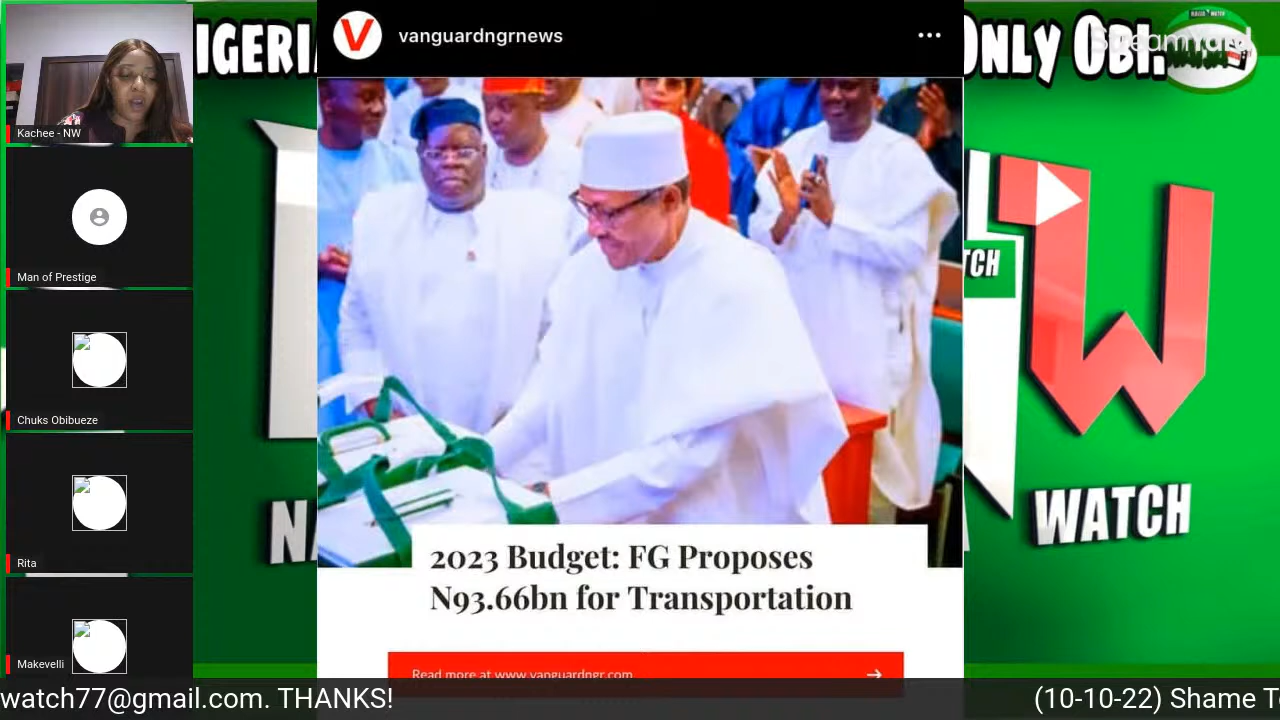 IGERI
ONLY OBI.
StreamYard
V
vanguardngrnews
Kachee - NW
Man of Prestige
Chuks Obibueze
Rita
Makevelli
TCH
W
N
WATCH
2023 Budget: FG Proposes
N93.66bn for Transportation
Read more at www.vanguardngr.com
watch77@gmail.com. THANKS!
(10-10-22) Shame T